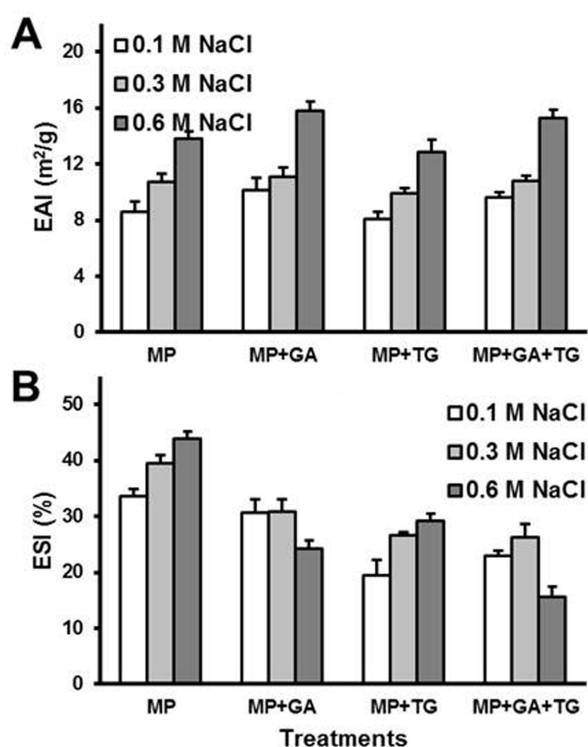 A
EAI (m²/g)
20
16
12
8
4
0
0.1 M NaCl
0.3 M NaCl
0.6 M NaCl
MP MP+GA MP+TG MP+GA+TG
B
ESI (%)
50
40
30
20
10
0
0.1 M NaCl
0.3 M NaCl
0.6 M NaCl
MP MP+GA MP+TG MP+GA+TG
Treatments